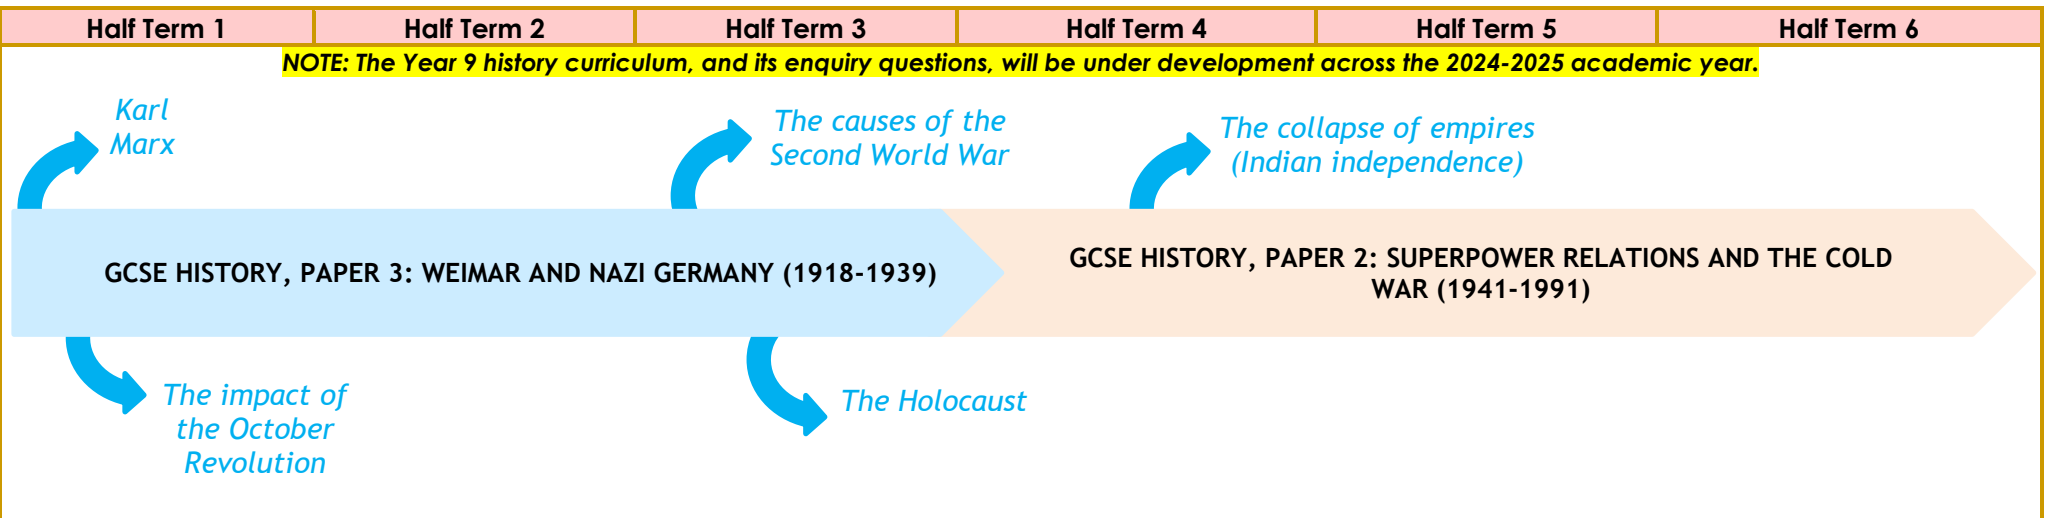 Half Term 1
Half Term 2
Half Term 3
Half Term 4
Half Term 5
Half Term 6
NOTE: The Year 9 history curriculum, and its enquiry questions, will be under development across the 2024-2025 academic year.
Karl
Marx
The causes of the
Second World War
The collapse of empires
(Indian independence)
GCSE HISTORY, PAPER 3: WEIMAR AND NAZI GERMANY (1918-1939)
GCSE HISTORY, PAPER 2: SUPERPOWER RELATIONS AND THE COLD
WAR (1941-1991)
The impact of
the October
Revolution
The Holocaust